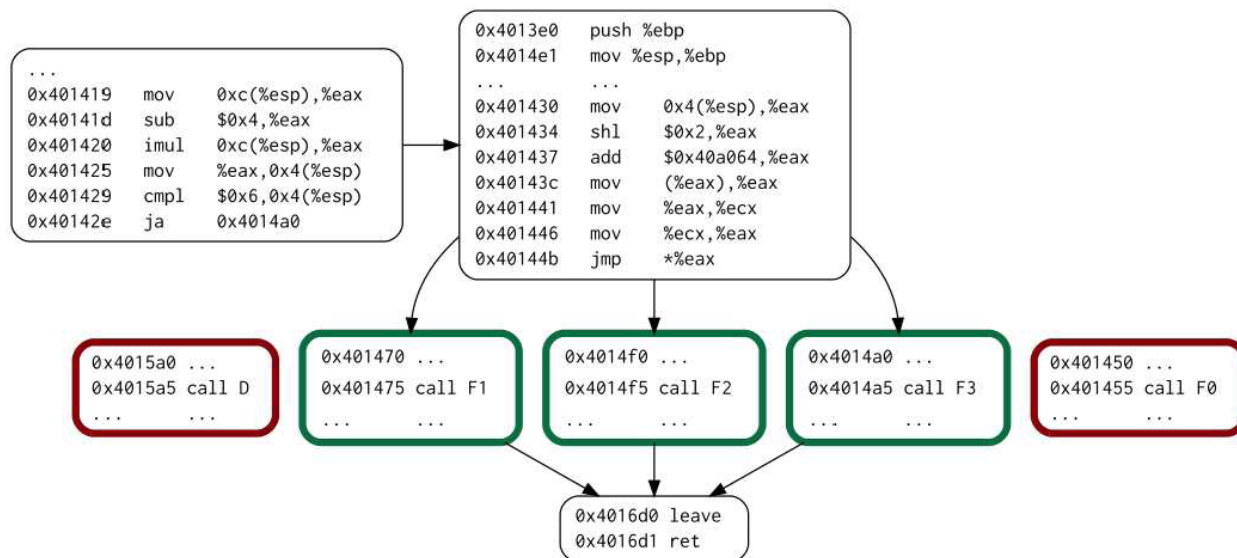 ...
0x401419 mov 0xc(%esp),%eax
0x40141d sub $0x4,%eax
0x401420 imul 0xc(%esp),%eax
0x401425 mov %eax,0x4(%esp)
0x401429 cmpl $0x6,0x4(%esp)
0x40142e ja 0x4014a0
0x4013e0 push %ebp
0x4014e1 mov %esp,%ebp
... ...
0x401430 mov 0x4(%esp),%eax
0x401434 shl $0x2,%eax
0x401437 add $0x40a064,%eax
0x40143c mov (%eax),%eax
0x401441 mov %eax,%ecx
0x401446 mov %ecx,%eax
0x40144b jmp *%eax
0x4015a0 ...
0x4015a5 call D
... ...
0x401470 ...
0x401475 call F1
... ...
0x4014f0 ...
0x4014f5 call F2
... ...
0x4014a0 ...
0x4014a5 call F3
... ...
0x401450 ...
0x401455 call F0
... ...
0x4016d0 leave
0x4016d1 ret